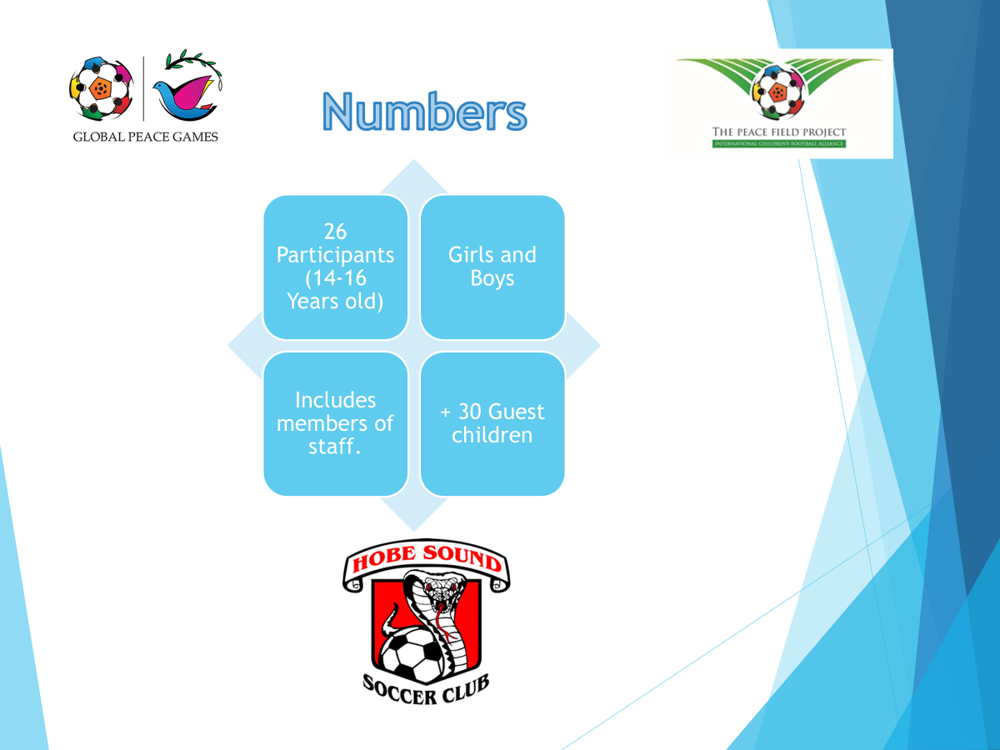 GLOBAL PEACE GAMES
Numbers
THE PEACE FIELD PROJECT
INTERNATIONAL CHILDREN'S FOOTBALL ALLIANCE
26
Participants
(14-16
Years old)
Girls and
Boys
Includes
members of
staff.
+ 30 Guest
children
HOBE SOUND
SOCCER CLUB